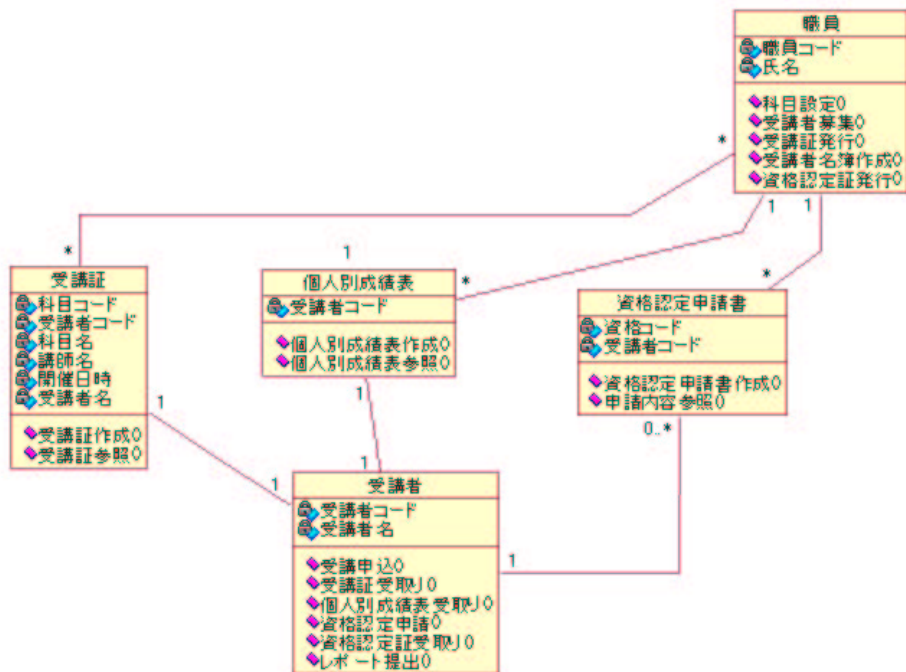 職員
職員コード
氏名
科目設定()
受講者募集()
受講証発行()
受講者名簿作成()
資格認定証発行()
*
1
1
*
1
*
*
受講証
科目コード
受講者コード
科目名
講師名
開催日時
受講者名
受講証作成()
受講証参照()
個人別成績表
受講者コード
個人別成績表作成()
個人別成績表参照()
資格認定申請書
資格コード
受講者コード
資格認定申請書作成()
申請内容参照()
1
1
0..*
1
1
1
受講者
受講者コード
受講者名
受講申込()
受講証受取り()
個人別成績表受取り()
資格認定申請()
資格認定証受取り()
レポート提出()